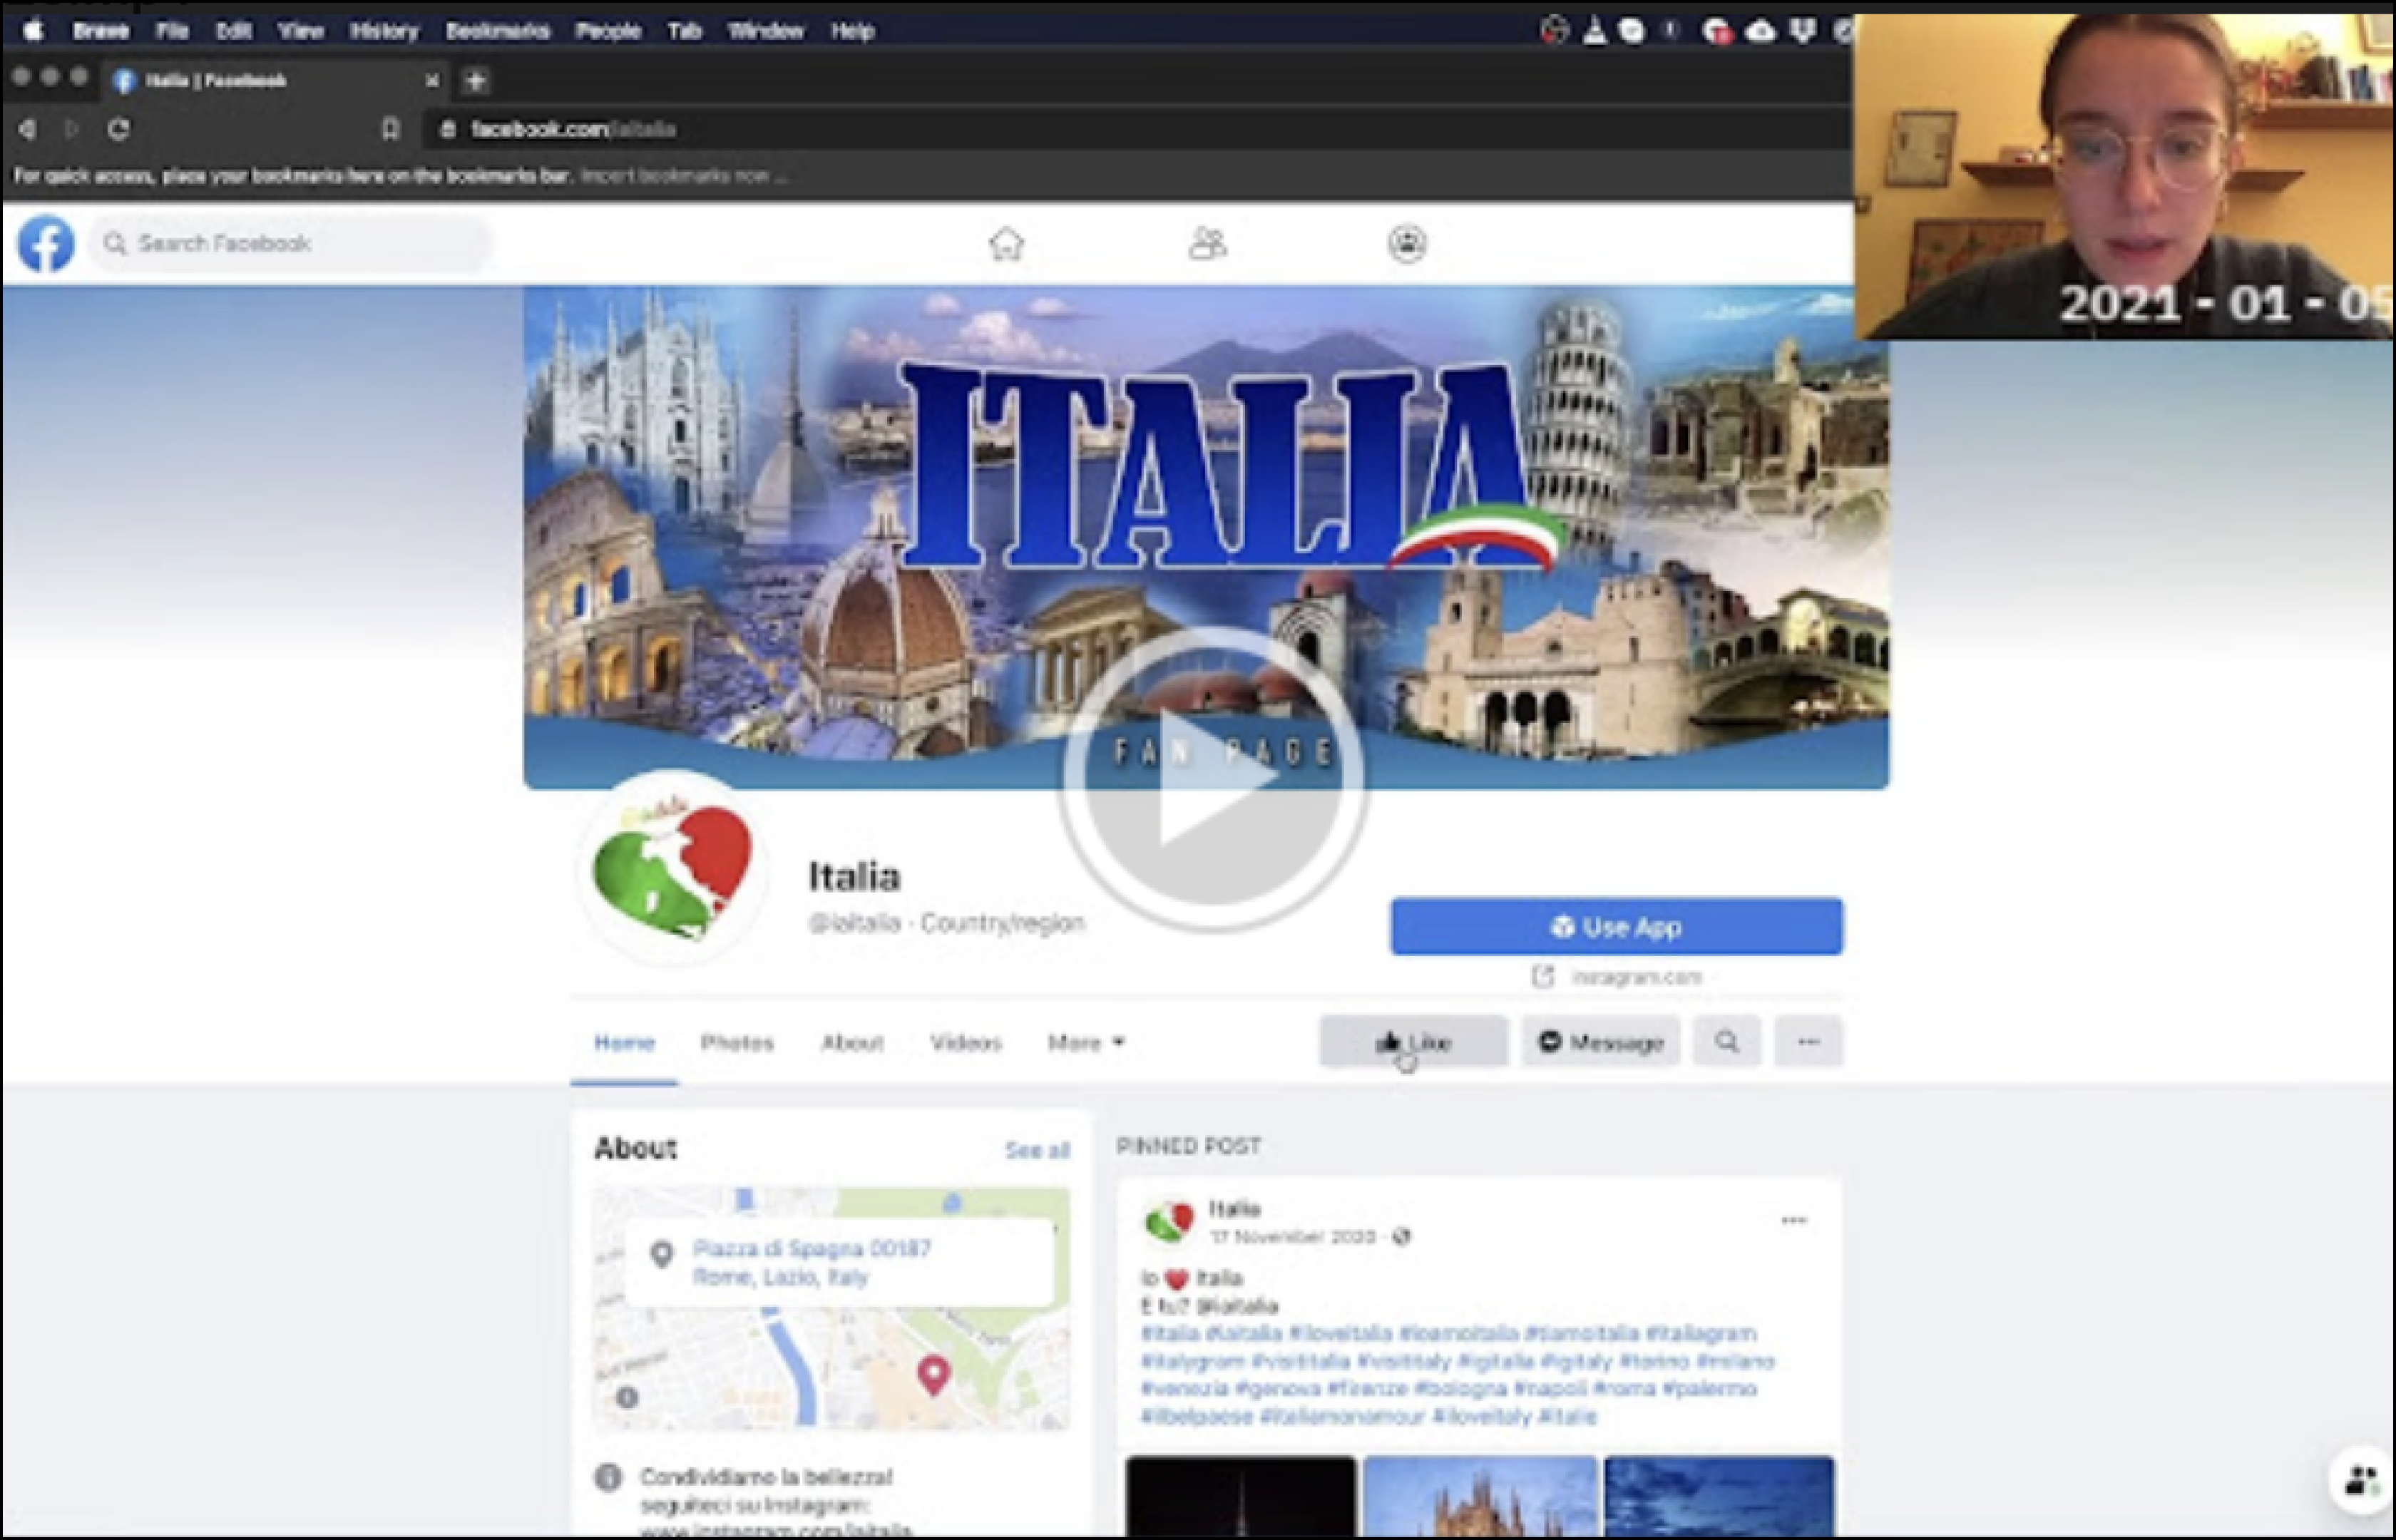 Brave File Edit View History Bookmarks People Tab Window Help
Italia | Facebook
facebook.com/iaitalia
For quick access, place your bookmarks here on the bookmarks bar. Import bookmarks now ...
Search Facebook
2021 - 01 - 05
ITALIA
FAN PAGE
Italia
@iaitalia · Country/region
Use App
instagram.com
Home Photos About Videos More
Like Message
About See all
Piazza di Spagna 00187
Rome, Lazio, Italy
Condividiamo la bellezza!
seguiteci su Instagram:
www.instagram.com/iaitalia
PINNED POST
Italia
17 November 2020 ·
Io ❤ Italia
E tu? @iaitalia
#italia #iaitalia #iloveitalia #ioamoitalia #tiamoitalia #italiagram
#italygram #visititalia #visititaly #igitalia #igitaly #torino #milano
#venezia #genova #firenze #bologna #napoli #roma #palermo
#ilbelpaese #italiamonamour #iloveitaly #italie